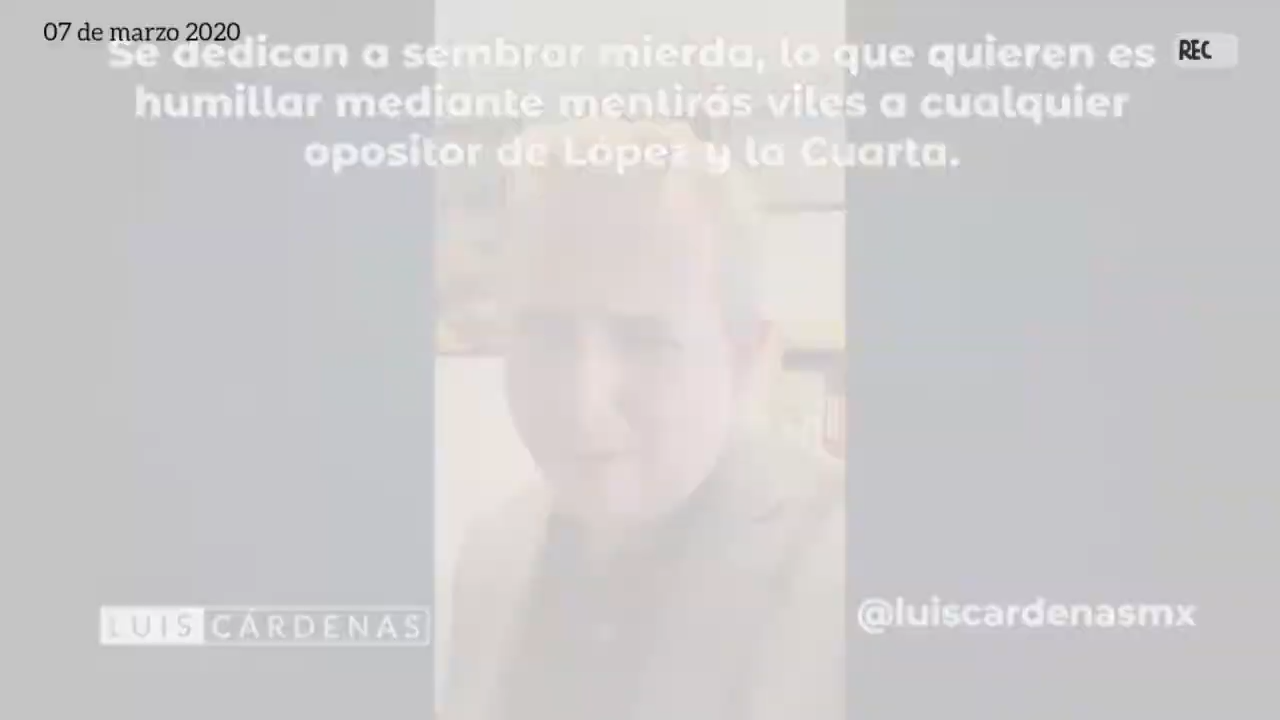 07 de marzo 2020
Se dedican a sembrar mierda, lo que quieren es
REC
humillar mediante mentirás viles a cualquier
opositor de López y la Cuarta.
LUIS CÁRDENAS
@luiscardenasmx